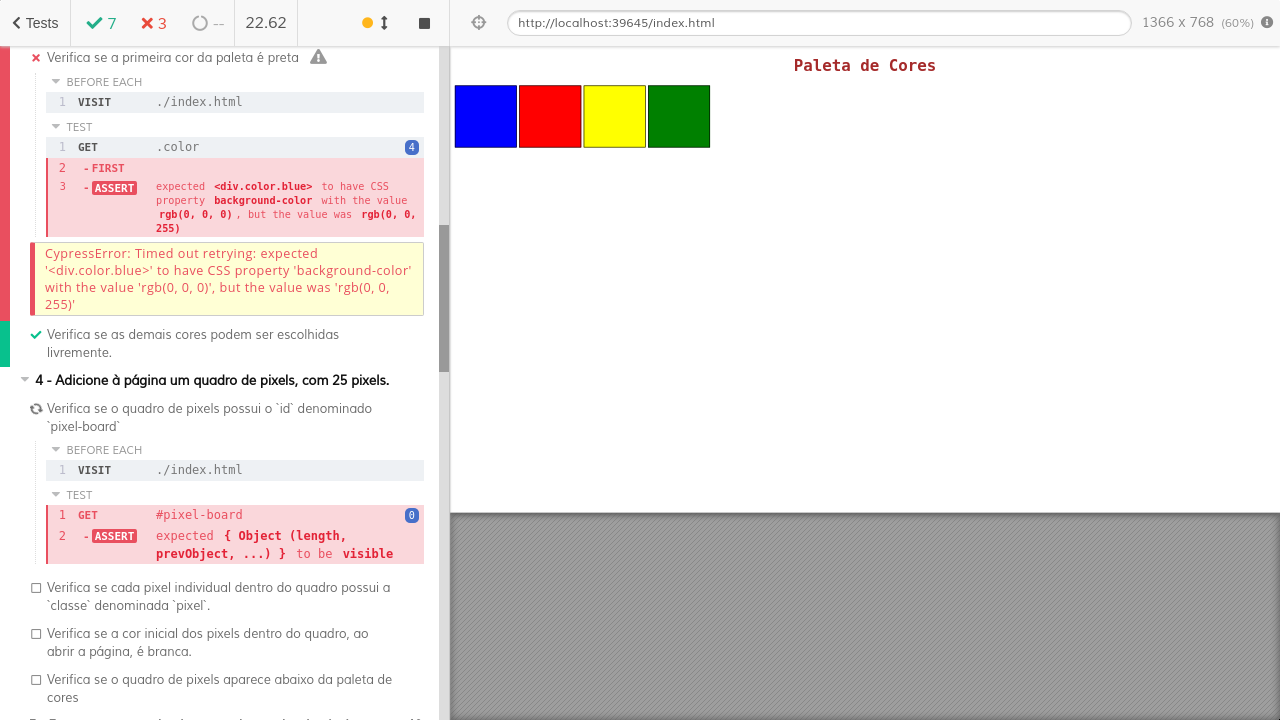 Tests 7 3 -- 22.62 http://localhost:39645/index.html 1366 x 768 (60%)
Verifica se a primeira cor da paleta é preta
BEFORE EACH
1 VISIT ./index.html
TEST
1 GET .color 4
2 - FIRST
3 - ASSERT expected <div.color.blue> to have CSS
property background-color with the value
rgb(0, 0, 0) , but the value was rgb(0, 0,
255)
CypressError: Timed out retrying: expected
'<div.color.blue>' to have CSS property 'background-color'
with the value 'rgb(0, 0, 0)', but the value was 'rgb(0, 0,
255)'
Verifica se as demais cores podem ser escolhidas
livremente.
4 - Adicione à página um quadro de pixels, com 25 pixels.
Verifica se o quadro de pixels possui o `id` denominado
`pixel-board`
BEFORE EACH
1 VISIT ./index.html
TEST
1 GET #pixel-board 0
2 - ASSERT expected { Object (length,
prevObject, ...) } to be visible
Verifica se cada pixel individual dentro do quadro possui a
`classe` denominada `pixel`.
Verifica se a cor inicial dos pixels dentro do quadro, ao
abrir a página, é branca.
Verifica se o quadro de pixels aparece abaixo da paleta de
cores
Paleta de Cores